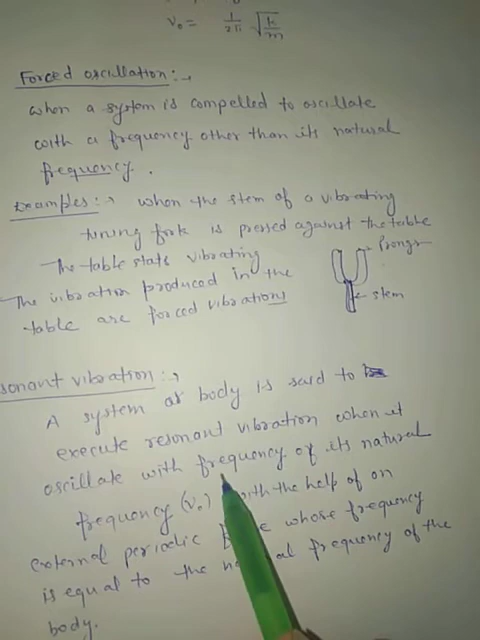 ν₀ = 1/2π √k/m
Forced oscillation :→
when a system is compelled to oscillate
with a frequency other than its natural
frequency.
Examples :→ when the stem of a vibrating
tuning fork is pressed against the table
Prongs
The table stats vibrating
The vibration produced in the
stem
table are forced vibrations
sonant vibration :→
A system or body is said to
execute resonant vibration when it
oscillate with frequency of its natural
frequency (ν₀) with the help of an
external periodic whose frequency
is equal to the frequency of the
body.